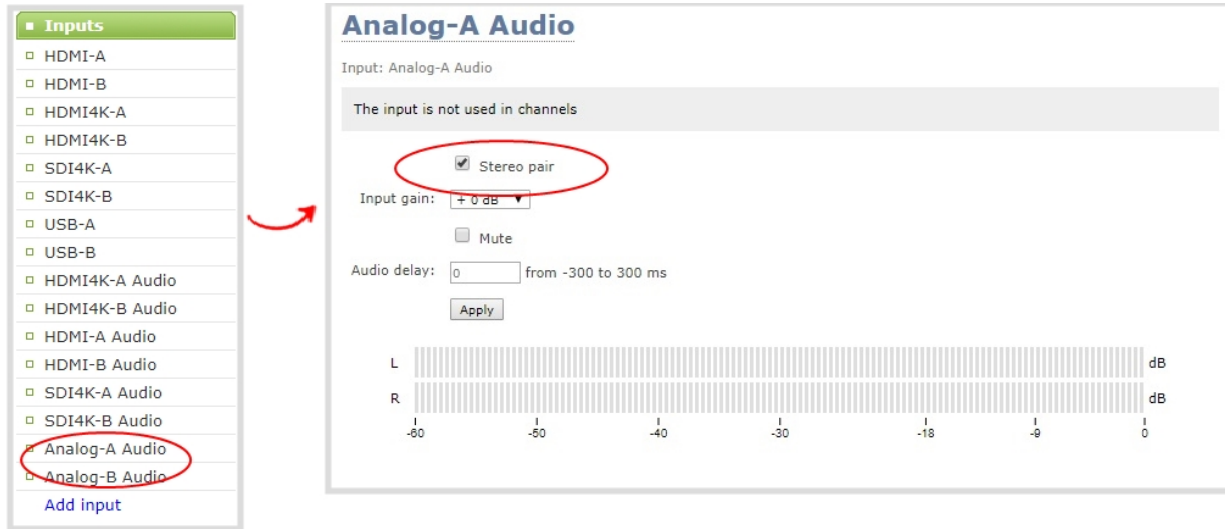 Inputs
HDMI-A
HDMI-B
HDMI4K-A
HDMI4K-B
SDI4K-A
SDI4K-B
USB-A
USB-B
HDMI4K-A Audio
HDMI4K-B Audio
HDMI-A Audio
HDMI-B Audio
SDI4K-A Audio
SDI4K-B Audio
Analog-A Audio
Analog-B Audio
Add input
Analog-A Audio
Input: Analog-A Audio
The input is not used in channels
Stereo pair
Input gain: + 0 dB
Mute
Audio delay: 0 from -300 to 300 ms
Apply
L dB
R dB
-60 -50 -40 -30 -18 -9 0